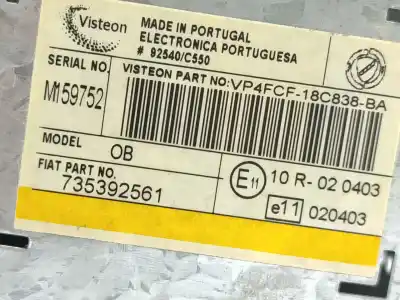 Visteon
MADE IN PORTUGAL
ELECTRONICA PORTUGUESA
# 92540/C550
SERIAL NO.
M159752
VISTEON PART NO: VP4FCF-18C838-BA
MODEL
OB
FIAT PART NO.
735392561
E11
10 R- 02 0403
e11
020403